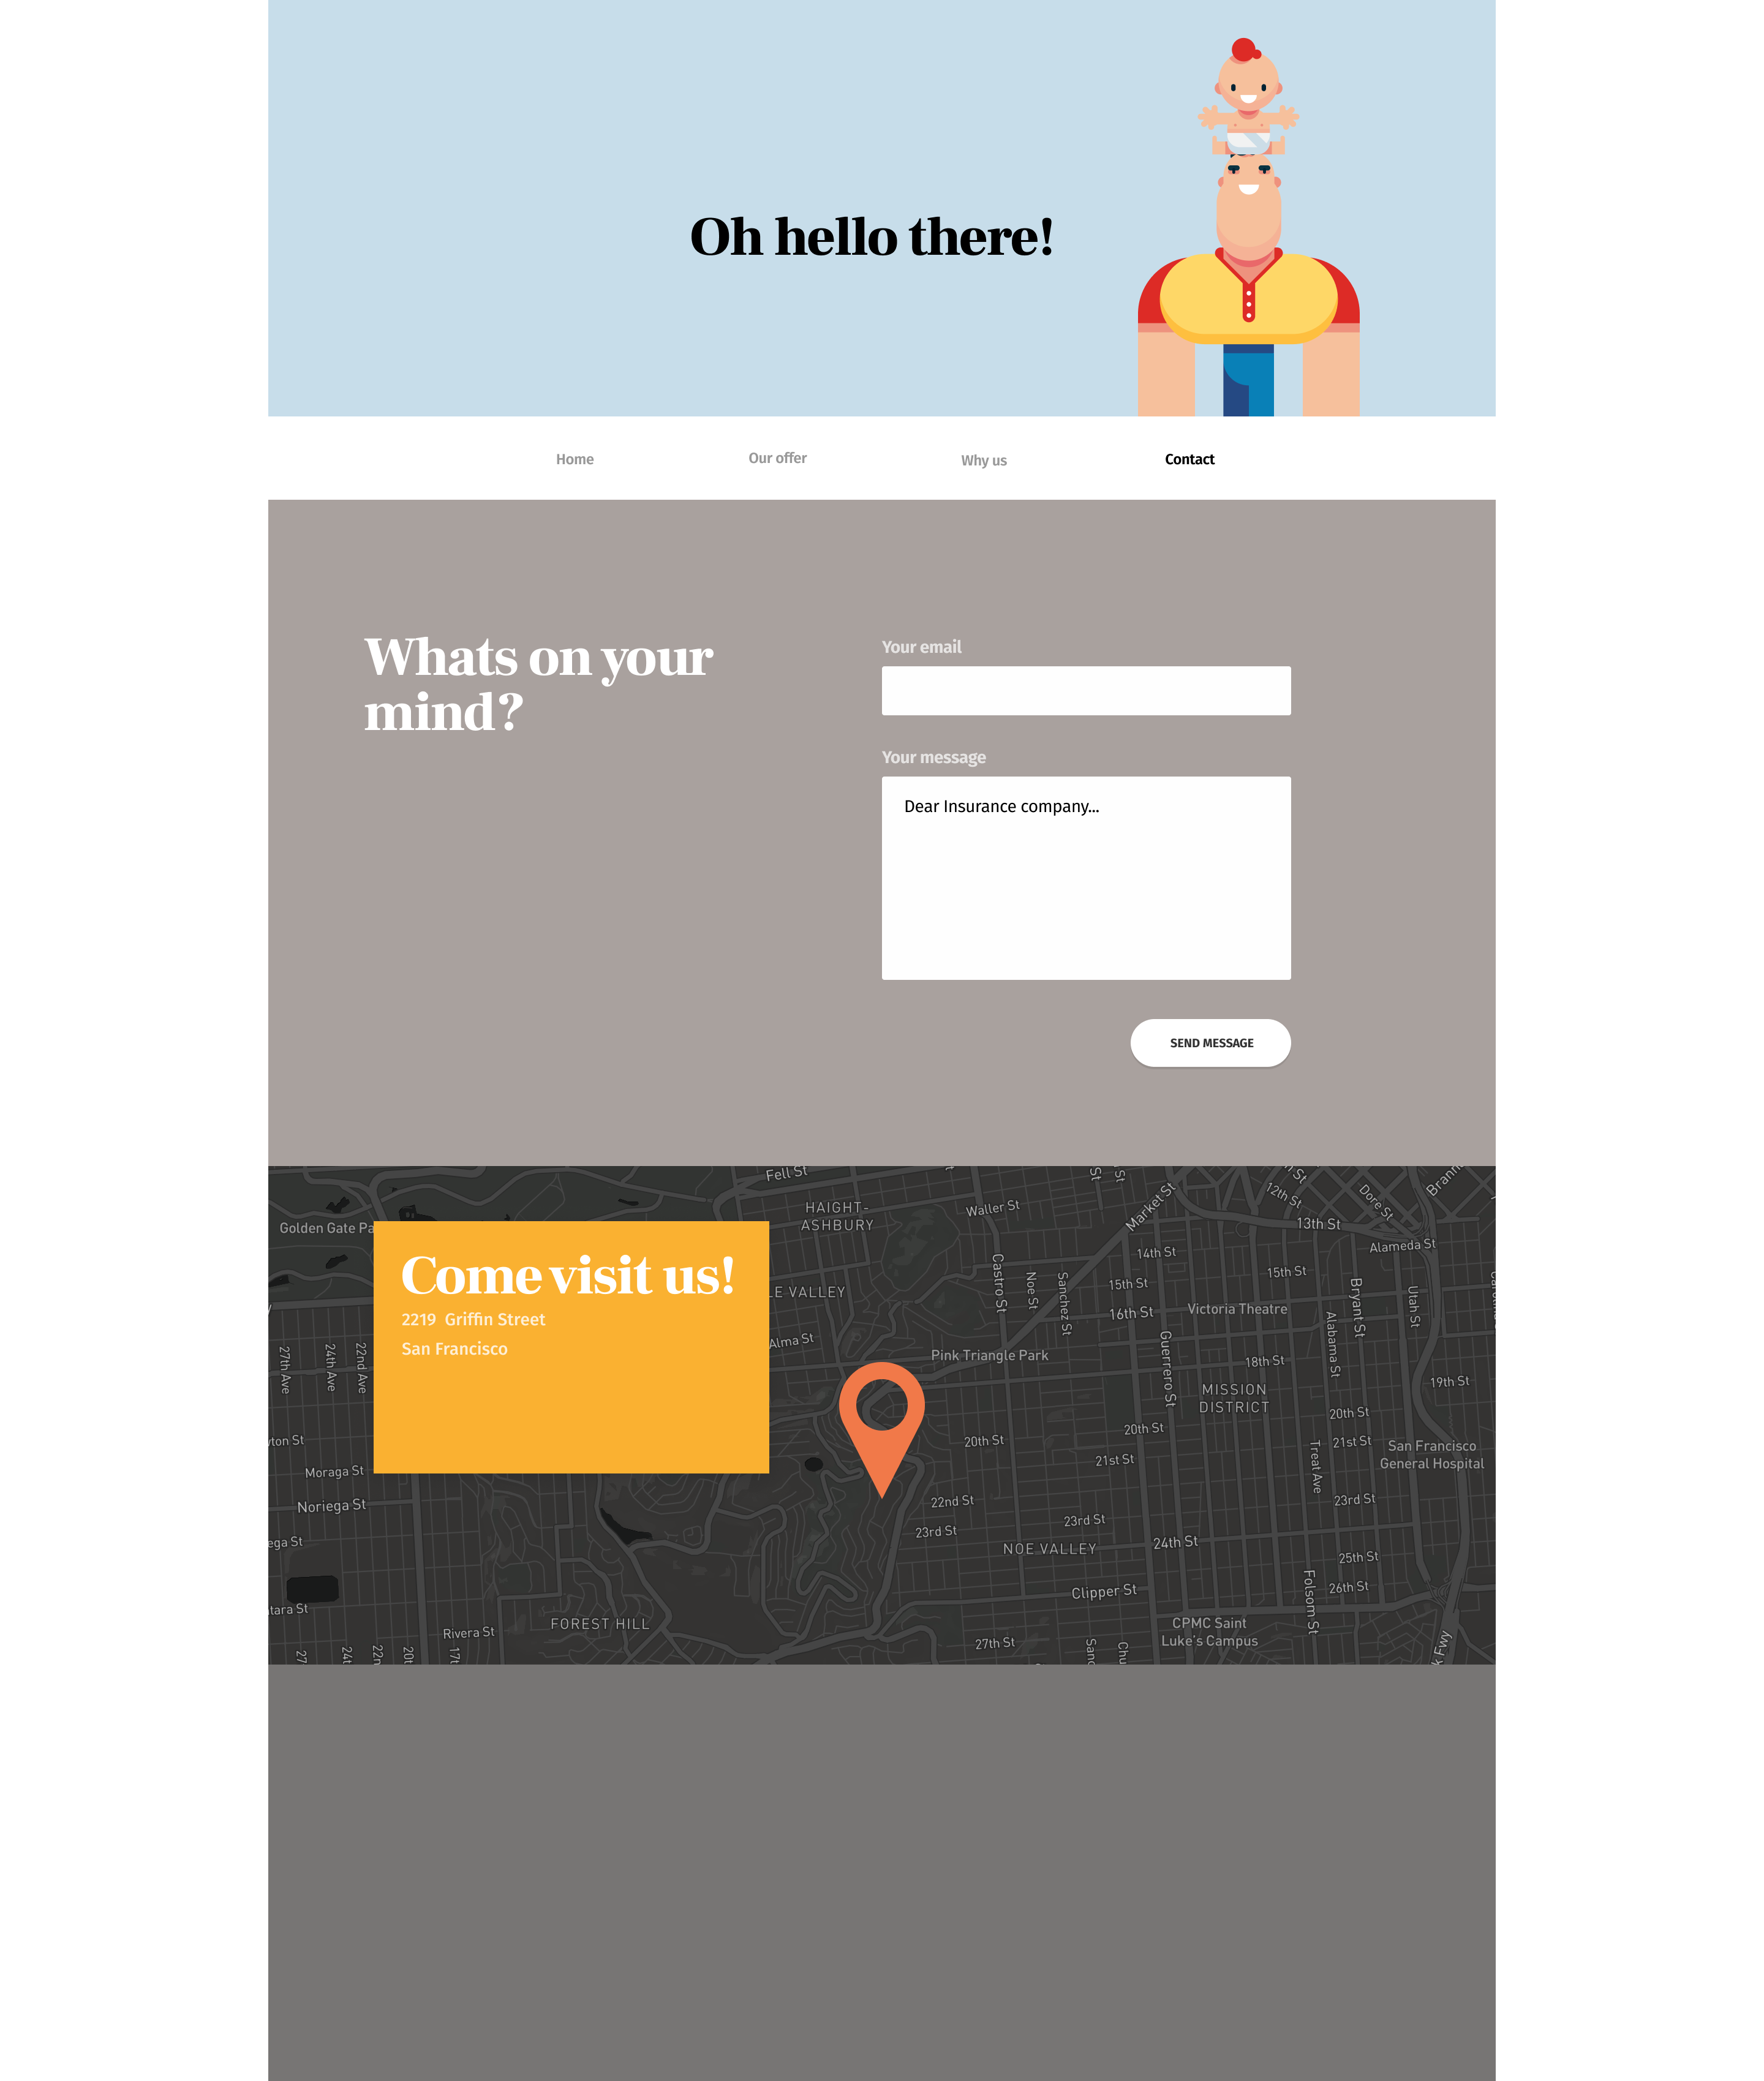 Oh hello there!
Home
Our offer
Why us
Contact
Whats on your
mind?
Your email
Your message
Dear Insurance company...
SEND MESSAGE
Come visit us!
2219 Griffin Street
San Francisco
Fell St
HAIGHT-
ASHBURY
Waller St
Market St
12th St
Dore St
13th St
Alameda St
Golden Gate
14th St
15th St
15th St
Castro St
Noe St
Sanchez St
16th St
Victoria Theatre
Bryant St
Utah St
VALLEY
Alma St
Pink Triangle Park
Guerrero St
18th St
Alabama St
19th St
27th Ave
24th Ave
22nd Ave
MISSION
DISTRICT
20th St
20th St
20th St
21st St
21st St
Treat Ave
San Francisco
General Hospital
Moraga St
Noriega St
22nd St
23rd St
23rd St
23rd St
NOE VALLEY
24th St
25th St
26th St
Clipper St
Folsom St
FOREST HILL
Rivera St
27th St
CPMC Saint
Luke's Campus
Fwy